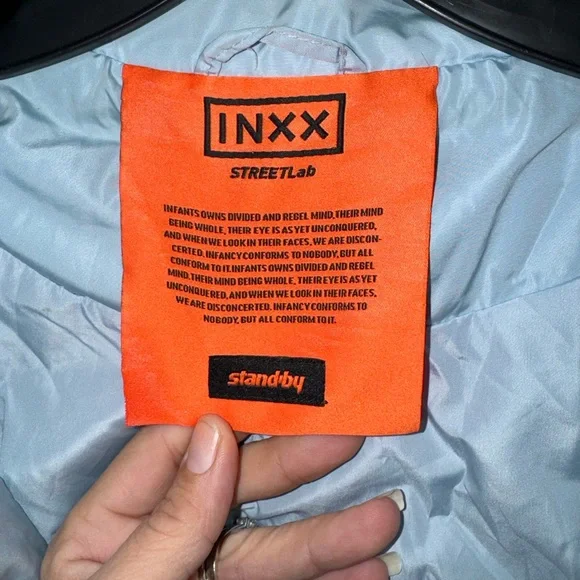 INXX
STREETLab
INFANTS OWNS DIVIDED AND REBEL MIND.THEIR MIND
BEING WHOLE, THEIR EYE IS AS YET UNCONQUERED,
AND WHEN WE LOOK IN THEIR FACES, WE ARE DISCON-
CERTED. INFANCY CONFORMS TO NOBODY, BUT ALL
CONFORM TO IT.INFANTS OWNS DIVIDED AND REBEL
MIND.THEIR MIND BEING WHOLE, THEIR EYE IS AS YET
UNCONQUERED, AND WHEN WE LOOK IN THEIR FACES,
WE ARE DISCONCERTED. INFANCY CONFORMS TO
NOBODY, BUT ALL CONFORM TO IT.
stand-by